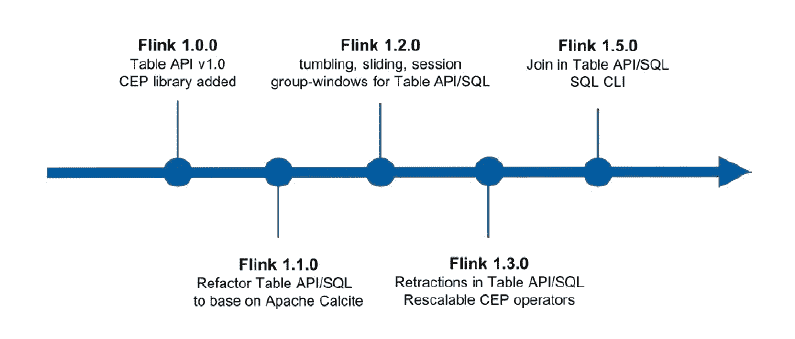 Flink 1.0.0
Table API v1.0
CEP library added
Flink 1.2.0
tumbling, sliding, session
group-windows for Table API/SQL
Flink 1.5.0
Join in Table API/SQL
SQL CLI
Flink 1.1.0
Refactor Table API/SQL
to base on Apache Calcite
Flink 1.3.0
Retractions in Table API/SQL
Rescalable CEP operators